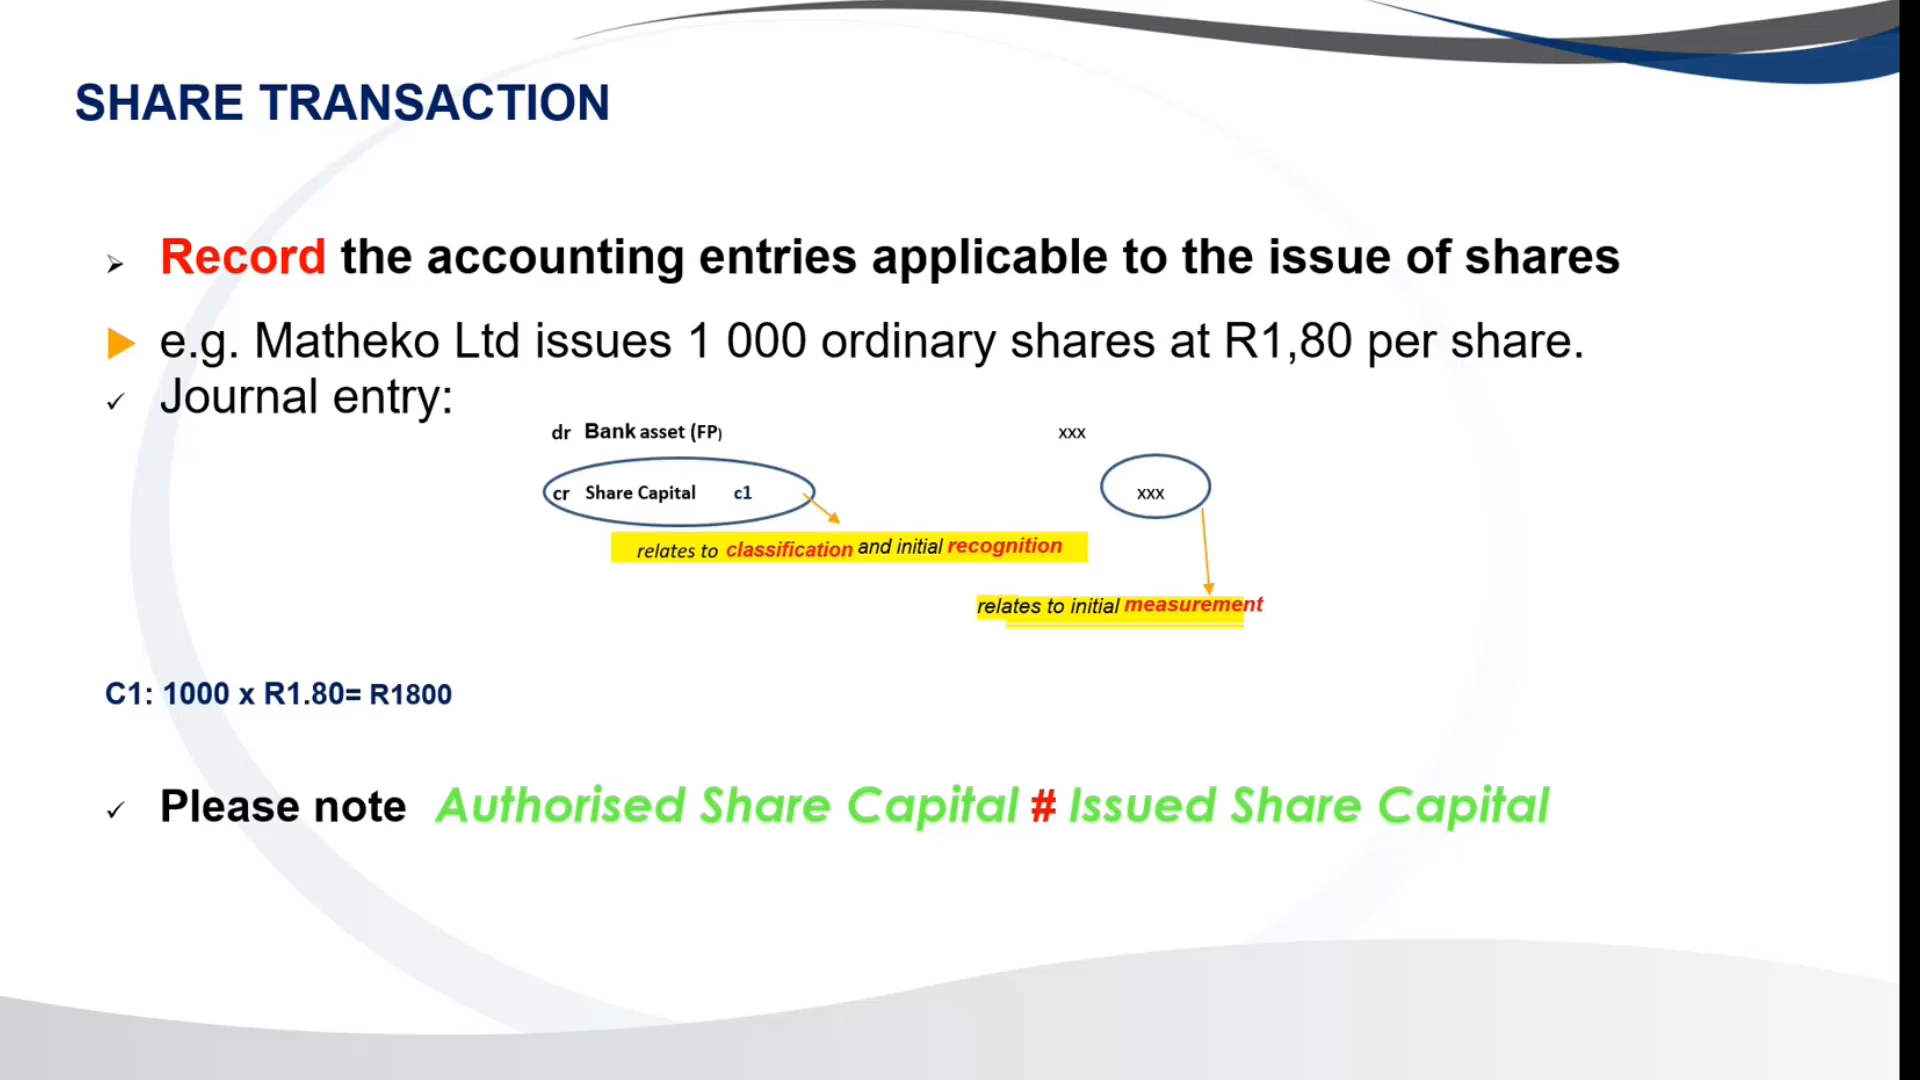 SHARE TRANSACTION
Record the accounting entries applicable to the issue of shares
e.g. Matheko Ltd issues 1 000 ordinary shares at R1,80 per share.
Journal entry:
dr Bank asset (FP) xxx
cr Share Capital c1 xxx
relates to classification and initial recognition
relates to initial measurement
C1: 1000 x R1.80= R1800
Please note Authorised Share Capital # Issued Share Capital